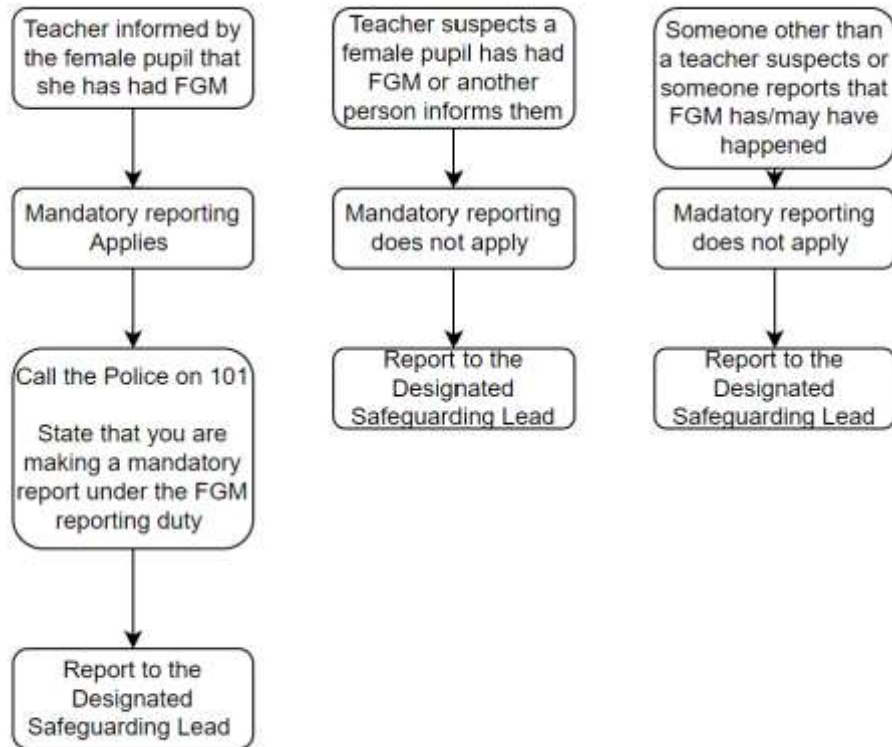 Teacher informed by
the female pupil that
she has had FGM
Mandatory reporting
Applies
Call the Police on 101
State that you are
making a mandatory
report under the FGM
reporting duty
Report to the
Designated
Safeguarding Lead
Teacher suspects a
female pupil has had
FGM or another
person informs them
Mandatory reporting
does not apply
Report to the
Designated
Safeguarding Lead
Someone other than
a teacher suspects or
someone reports that
FGM has/may have
happened
Madatory reporting
does not apply
Report to the
Designated
Safeguarding Lead